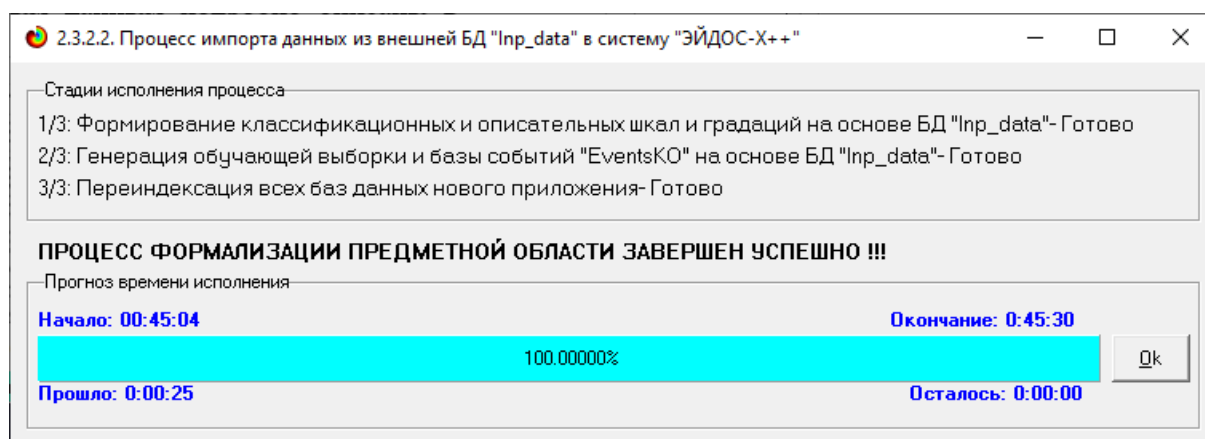 2.3.2.2. Процесс импорта данных из внешней БД "Inp_data" в систему "ЭЙДОС-X++"
Стадии исполнения процесса
1/3: Формирование классификационных и описательных шкал и градаций на основе БД "Inp_data"- Готово
2/3: Генерация обучающей выборки и базы событий "EventsKO" на основе БД "Inp_data"- Готово
3/3: Переиндексация всех баз данных нового приложения- Готово
ПРОЦЕСС ФОРМАЛИЗАЦИИ ПРЕДМЕТНОЙ ОБЛАСТИ ЗАВЕРШЕН УСПЕШНО !!!
Прогноз времени исполнения
Начало: 00:45:04 Окончание: 0:45:30
100.00000% Ok
Прошло: 0:00:25 Осталось: 0:00:00